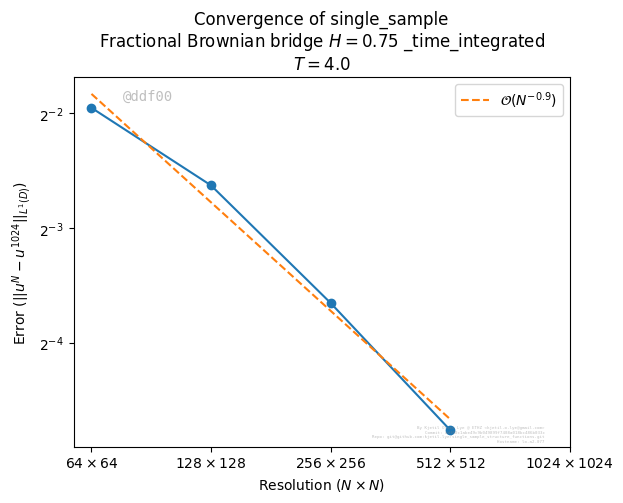 Convergence of single_sample
Fractional Brownian bridge H = 0.75 _time_integrated
T = 4.0
@ddf00
O(N^{-0.9})
Error (||u^N − u^{1024}||_{L^1(D)})
2^{-2}
2^{-3}
2^{-4}
64 × 64
128 × 128
256 × 256
512 × 512
1024 × 1024
Resolution (N × N)